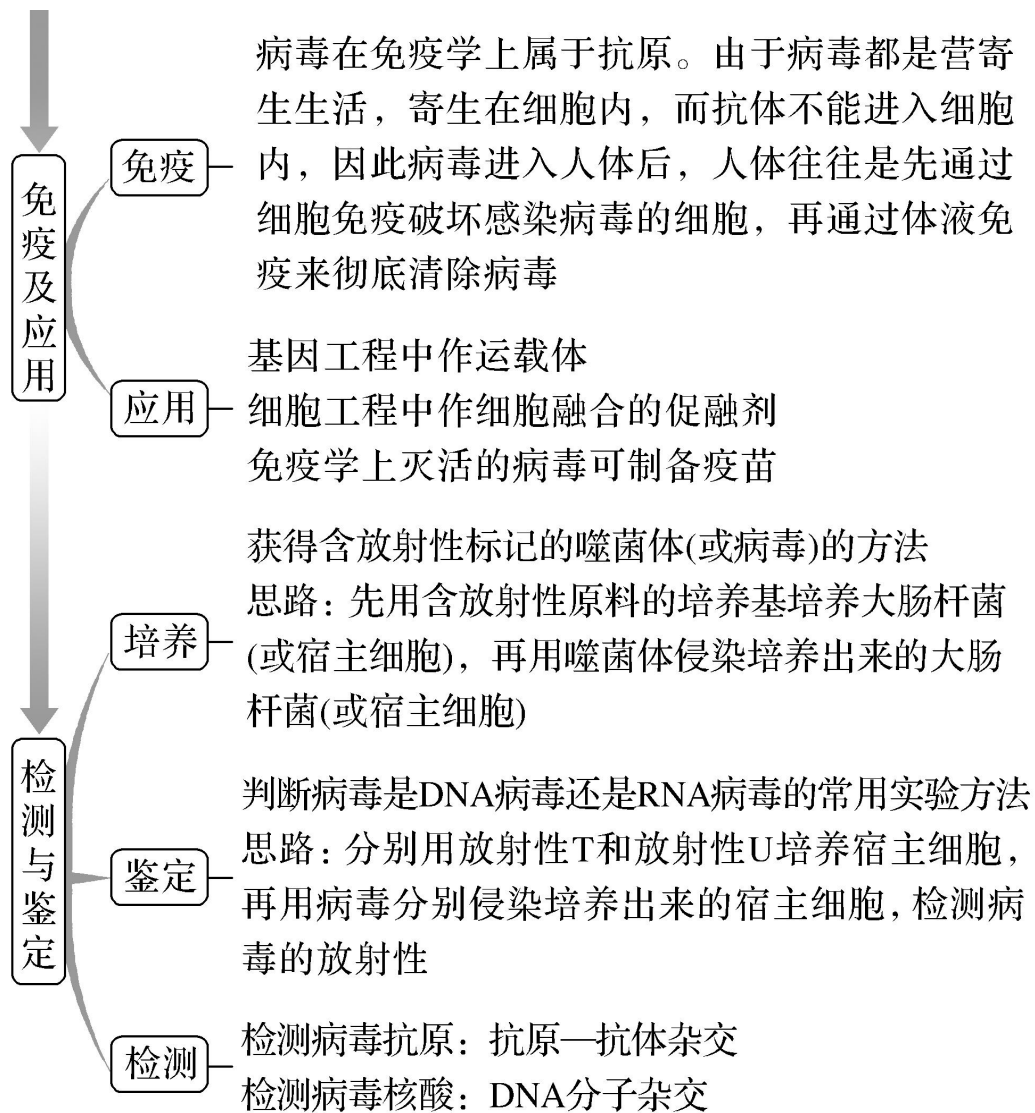 免疫及应用
免疫
病毒在免疫学上属于抗原。由于病毒都是营寄
生生活，寄生在细胞内，而抗体不能进入细胞
内，因此病毒进入人体后，人体往往是先通过
细胞免疫破坏感染病毒的细胞，再通过体液免
疫来彻底清除病毒
应用
基因工程中作运载体
细胞工程中作细胞融合的促融剂
免疫学上灭活的病毒可制备疫苗
检测与鉴定
培养
获得含放射性标记的噬菌体(或病毒)的方法
思路：先用含放射性原料的培养基培养大肠杆菌
(或宿主细胞)，再用噬菌体侵染培养出来的大肠
杆菌(或宿主细胞)
鉴定
判断病毒是DNA病毒还是RNA病毒的常用实验方法
思路：分别用放射性T和放射性U培养宿主细胞，
再用病毒分别侵染培养出来的宿主细胞，检测病
毒的放射性
检测
检测病毒抗原：抗原—抗体杂交
检测病毒核酸：DNA分子杂交